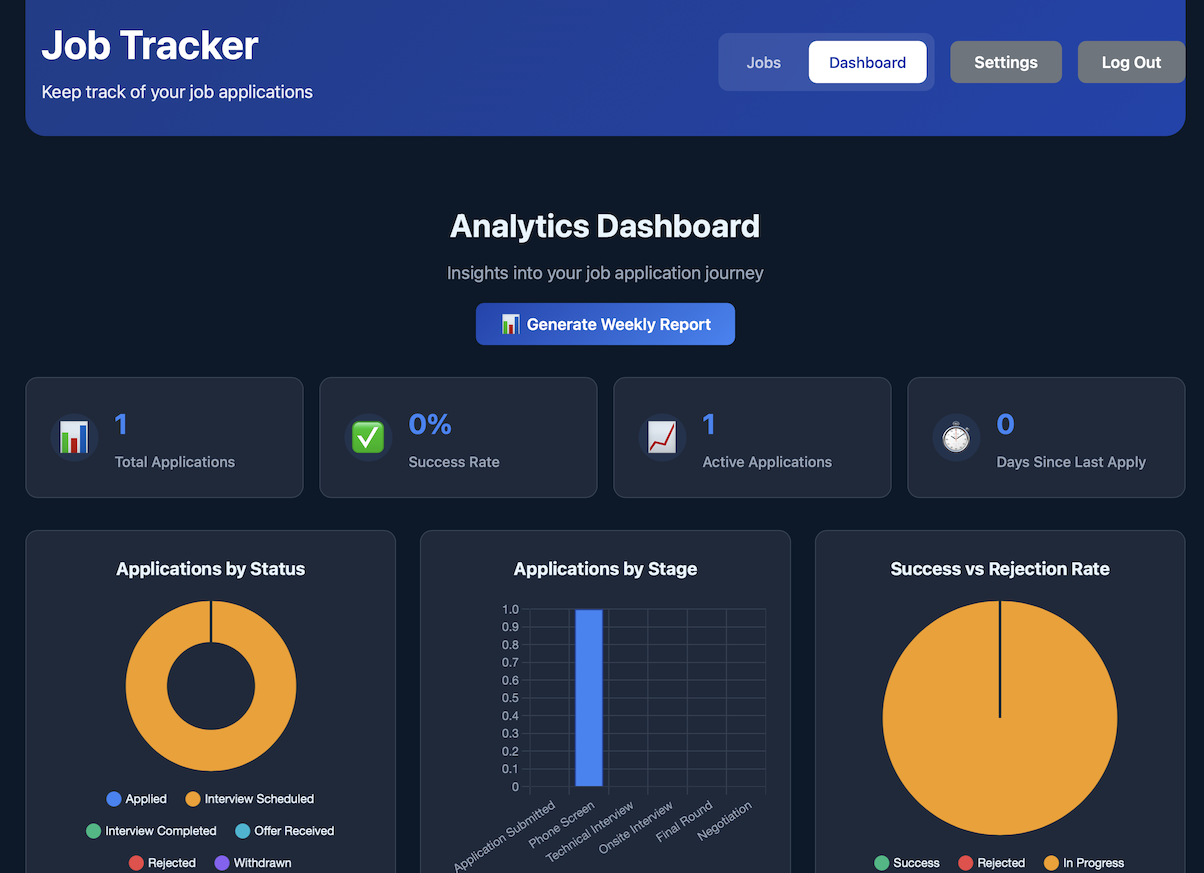 Job Tracker
Keep track of your job applications
Jobs
Dashboard
Settings
Log Out
Analytics Dashboard
Insights into your job application journey
Generate Weekly Report
1
Total Applications
0%
Success Rate
1
Active Applications
0
Days Since Last Apply
Applications by Status
Applied
Interview Scheduled
Interview Completed
Offer Received
Rejected
Withdrawn
Applications by Stage
1.0
0.9
0.8
0.7
0.6
0.5
0.4
0.3
0.2
0.1
0
Application Submitted
Phone Screen
Technical Interview
Onsite Interview
Final Round
Negotiation
Success vs Rejection Rate
Success
Rejected
In Progress